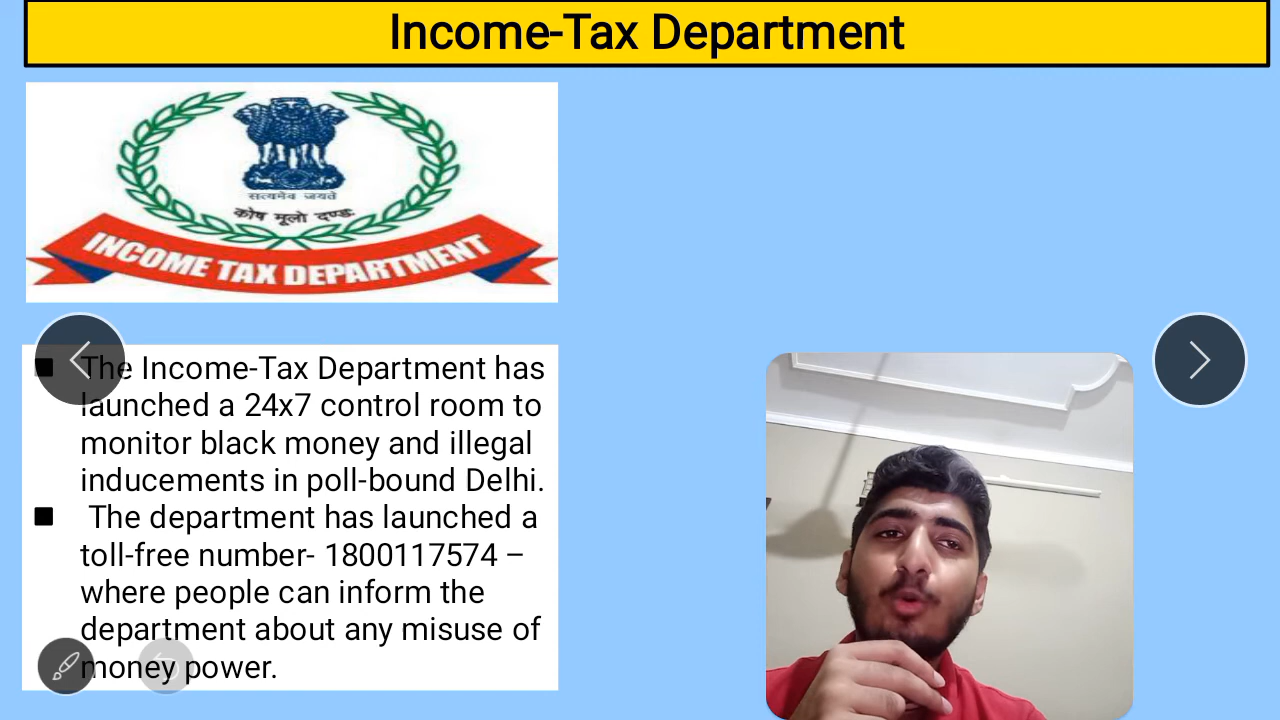 Income-Tax Department
सत्यमेव जयते
कोष मूलो दण्डः
INCOME TAX DEPARTMENT
The Income-Tax Department has
launched a 24x7 control room to
monitor black money and illegal
inducements in poll-bound Delhi.
The department has launched a
toll-free number- 1800117574 –
where people can inform the
department about any misuse of
money power.